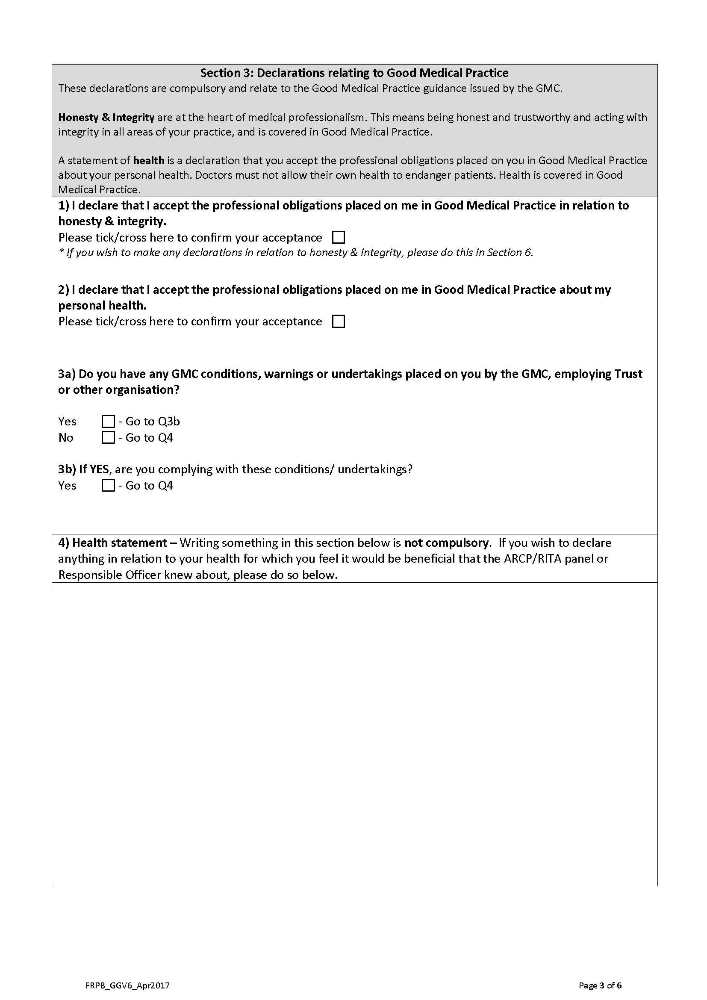 Section 3: Declarations relating to Good Medical Practice
These declarations are compulsory and relate to the Good Medical Practice guidance issued by the GMC.
Honesty & Integrity are at the heart of medical professionalism. This means being honest and trustworthy and acting with
integrity in all areas of your practice, and is covered in Good Medical Practice.
A statement of health is a declaration that you accept the professional obligations placed on you in Good Medical Practice
about your personal health. Doctors must not allow their own health to endanger patients. Health is covered in Good
Medical Practice.
1) I declare that I accept the professional obligations placed on me in Good Medical Practice in relation to
honesty & integrity.
Please tick/cross here to confirm your acceptance
* If you wish to make any declarations in relation to honesty & integrity, please do this in Section 6.
2) I declare that I accept the professional obligations placed on me in Good Medical Practice about my
personal health.
Please tick/cross here to confirm your acceptance
3a) Do you have any GMC conditions, warnings or undertakings placed on you by the GMC, employing Trust
or other organisation?
Yes - Go to Q3b
No - Go to Q4
3b) If YES, are you complying with these conditions/ undertakings?
Yes - Go to Q4
4) Health statement – Writing something in this section below is not compulsory. If you wish to declare
anything in relation to your health for which you feel it would be beneficial that the ARCP/RITA panel or
Responsible Officer knew about, please do so below.
FRPB_GGV6_Apr2017 Page 3 of 6